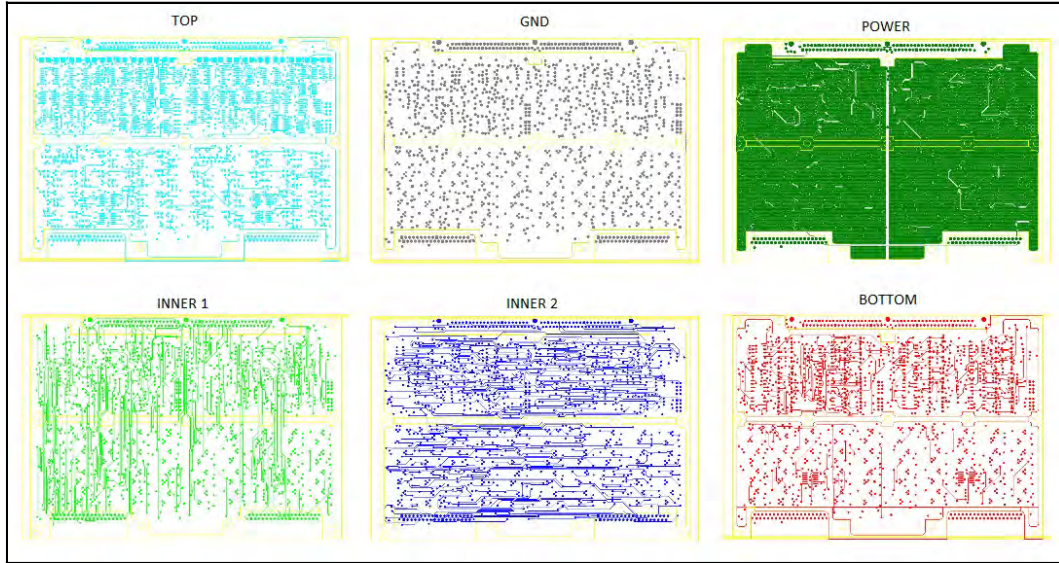 TOP
GND
POWER
INNER 1
INNER 2
BOTTOM